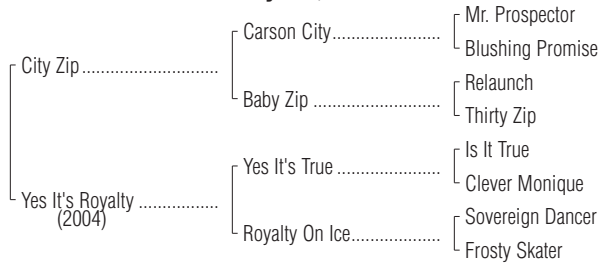 Mr. Prospector
Carson City..................
Blushing Promise
City Zip............................
Relaunch
Baby Zip ..........................
Thirty Zip
Is It True
Yes It's True .....................
Clever Monique
Yes It's Royalty ................
(2004)
Sovereign Dancer
Royalty On Ice..................
Frosty Skater